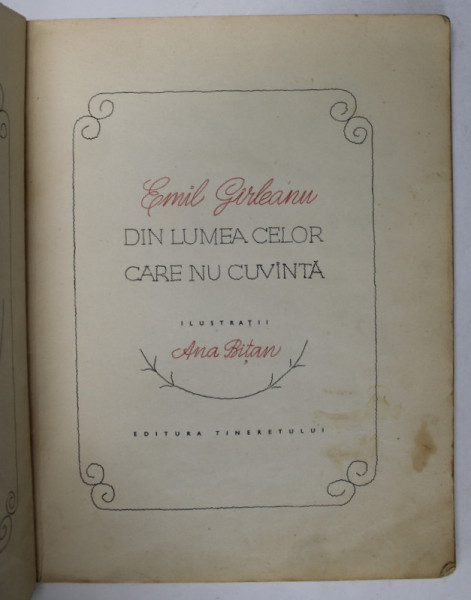 Emil Gîrleanu
DIN LUMEA CELOR
CARE NU CUVÎNTĂ
ILUSTRAȚII
Ana Bițan
EDITURA TINERETULUI